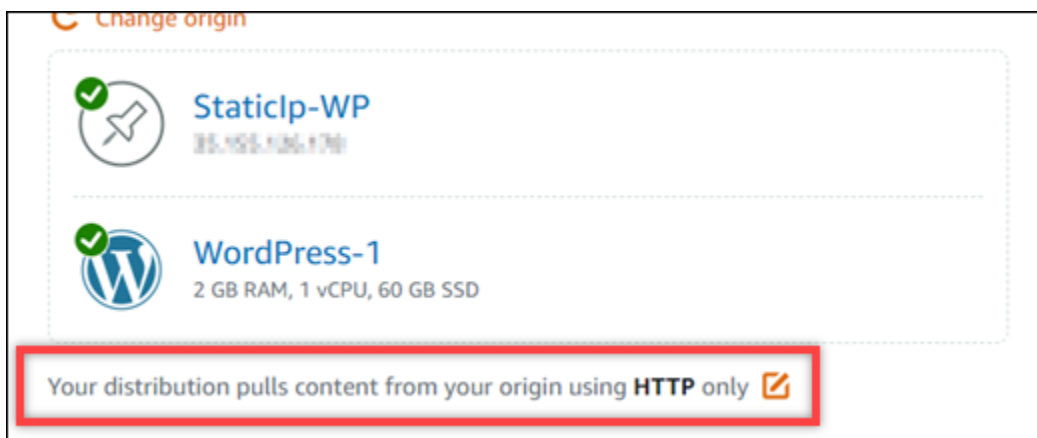 Change origin
StaticIp-WP
WordPress-1
2 GB RAM, 1 vCPU, 60 GB SSD
Your distribution pulls content from your origin using HTTP only